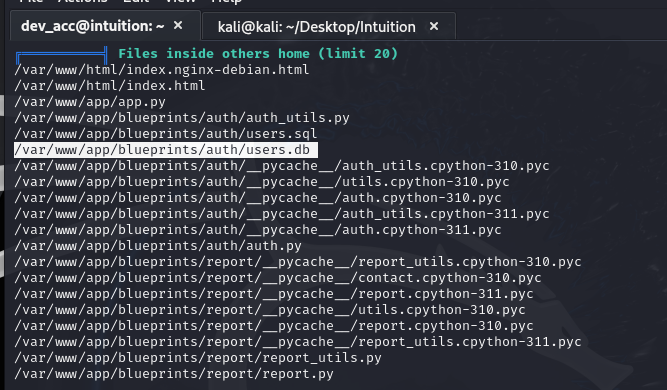 dev_acc@intuition: ~ ×
kali@kali: ~/Desktop/Intuition ×
Files inside others home (limit 20)
/var/www/html/index.nginx-debian.html
/var/www/html/index.html
/var/www/app/app.py
/var/www/app/blueprints/auth/auth_utils.py
/var/www/app/blueprints/auth/users.sql
/var/www/app/blueprints/auth/users.db
/var/www/app/blueprints/auth/__pycache__/auth_utils.cpython-310.pyc
/var/www/app/blueprints/auth/__pycache__/utils.cpython-310.pyc
/var/www/app/blueprints/auth/__pycache__/auth.cpython-310.pyc
/var/www/app/blueprints/auth/__pycache__/auth_utils.cpython-311.pyc
/var/www/app/blueprints/auth/__pycache__/auth.cpython-311.pyc
/var/www/app/blueprints/auth/auth.py
/var/www/app/blueprints/report/__pycache__/report_utils.cpython-310.pyc
/var/www/app/blueprints/report/__pycache__/contact.cpython-310.pyc
/var/www/app/blueprints/report/__pycache__/report.cpython-311.pyc
/var/www/app/blueprints/report/__pycache__/utils.cpython-310.pyc
/var/www/app/blueprints/report/__pycache__/report.cpython-310.pyc
/var/www/app/blueprints/report/__pycache__/report_utils.cpython-311.pyc
/var/www/app/blueprints/report/report_utils.py
/var/www/app/blueprints/report/report.py